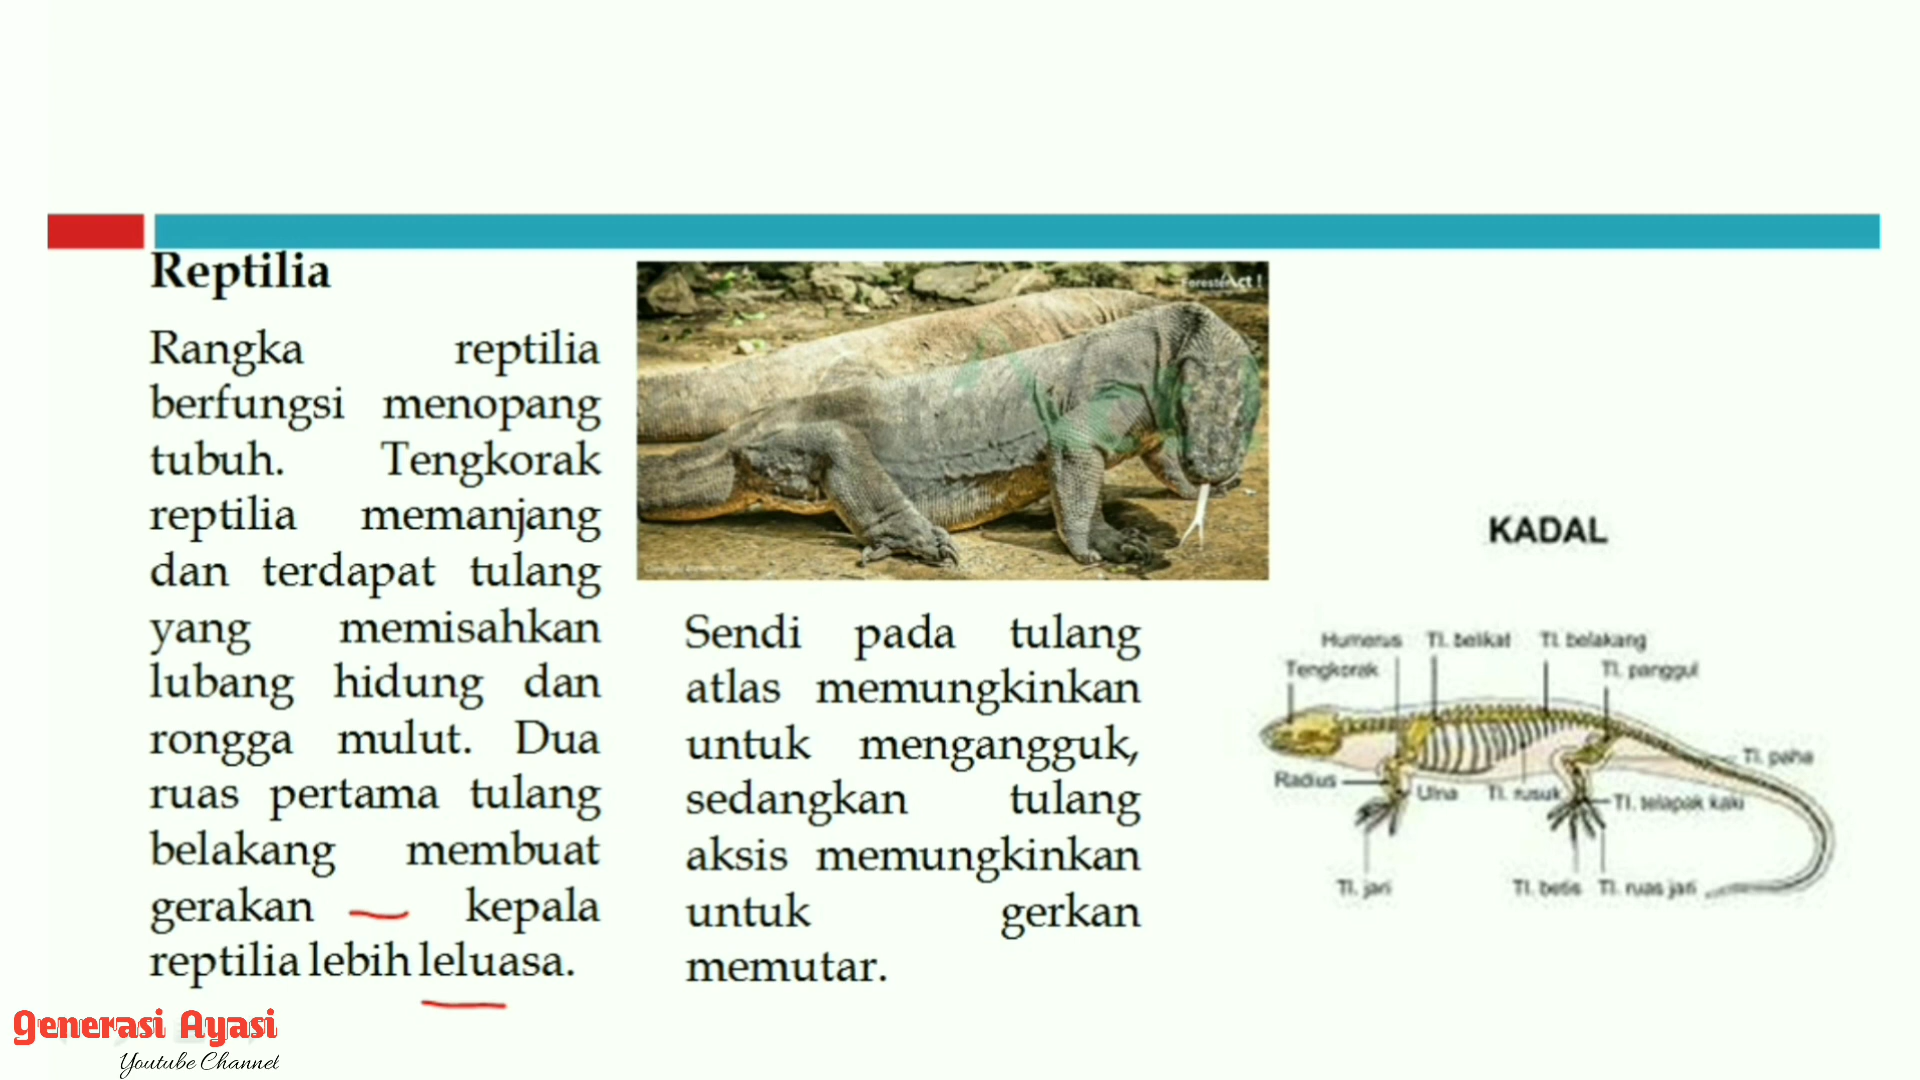 Reptilia
Rangka reptilia
berfungsi menopang
tubuh. Tengkorak
reptilia memanjang
dan terdapat tulang
yang memisahkan
lubang hidung dan
rongga mulut. Dua
ruas pertama tulang
belakang membuat
gerakan kepala
reptilia lebih leluasa.
Sendi pada tulang
atlas memungkinkan
untuk mengangguk,
sedangkan tulang
aksis memungkinkan
untuk gerkan
memutar.
KADAL
Humerus Tl. belikat Tl. belakang
Tengkorak Tl. panggul
Tl. paha
Radius Ulna Tl. rusuk Tl. telapak kaki
Tl. jari Tl. betis Tl. ruas jari
Generasi Ayasi
Youtube Channel